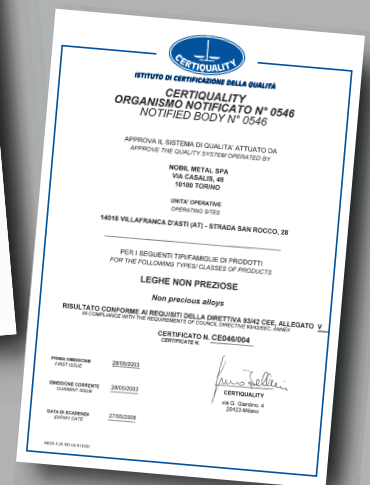 CERTIQUALITY
ISTITUTO DI CERTIFICAZIONE DELLA QUALITÀ
CERTIQUALITY
ORGANISMO NOTIFICATO N° 0546
NOTIFIED BODY N° 0546
APPROVA IL SISTEMA DI QUALITA' ATTUATO DA
APPROVE THE QUALITY SYSTEM OPERATED BY
NOBIL METAL SPA
VIA CASALIS, 49
10100 TORINO
UNITA' OPERATIVE
OPERATING SITES
14018 VILLAFRANCA D'ASTI (AT) - STRADA SAN ROCCO, 28
PER I SEGUENTI TIPI/FAMIGLIE DI PRODOTTI
FOR THE FOLLOWING TYPES/ CLASSES OF PRODUCTS
LEGHE NON PREZIOSE
Non precious alloys
RISULTATO CONFORME AI REQUISITI DELLA DIRETTIVA 93/42 CEE, ALLEGATO V
IN COMPLIANCE WITH THE REQUIREMENTS OF COUNCIL DIRECTIVE 93/42/EEC, ANNEX
CERTIFICATO N. CE046/004
CERTIFICATE N.
PRIMA EMISSIONE 28/05/2003
FIRST ISSUE
EMISSIONE CORRENTE 28/05/2003
CURRENT ISSUE
DATA DI SCADENZA 27/05/2008
EXPIRY DATE
CERTIQUALITY
via G. Giardino, 4
20123 Milano